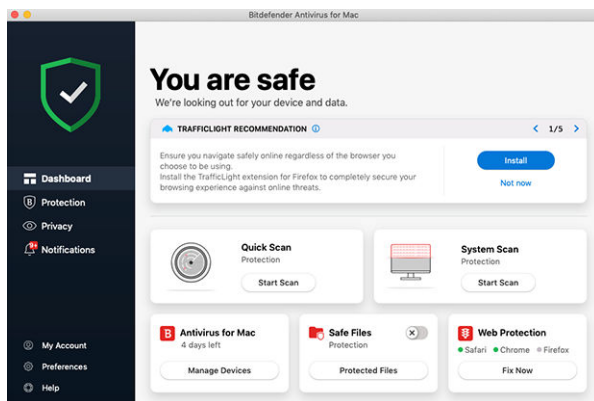 Bitdefender Antivirus for Mac
You are safe
We're looking out for your device and data.
TRAFFICLIGHT RECOMMENDATION
1/5
Ensure you navigate safely online regardless of the browser you
choose to be using.
Install the TrafficLight extension for Firefox to completely secure your
browsing experience against online threats.
Install
Not now
Dashboard
B Protection
Privacy
9+ Notifications
Quick Scan
Protection
Start Scan
System Scan
Protection
Start Scan
B Antivirus for Mac
4 days left
Manage Devices
Safe Files
Protection
Protected Files
Web Protection
Safari Chrome Firefox
Fix Now
My Account
Preferences
Help